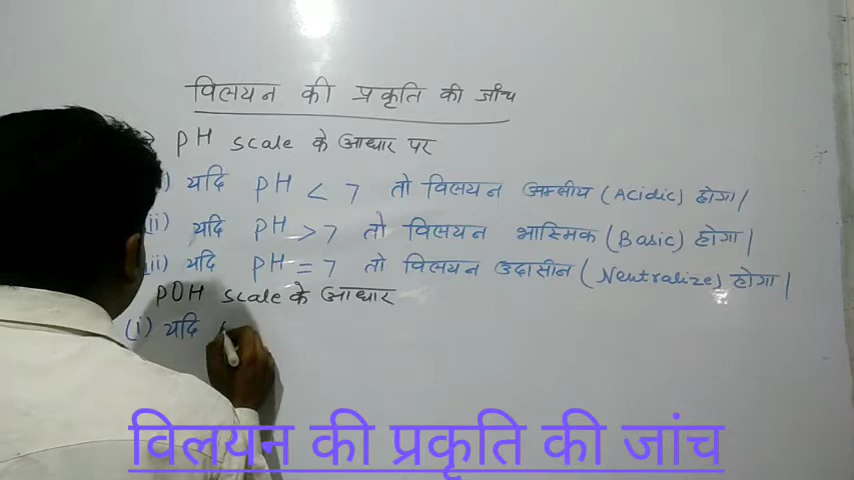 विलयन की प्रकृति की जाँच
PH scale के आधार पर
यदि PH < 7 तो विलयन अम्लीय (Acidic) होगा|
(ii) यदि PH > 7 तो विलयन भास्मिक (Basic) होगा|
यदि PH = 7 तो विलयन उदासीन (Neutralize) होगा|
POH scale के आधार
(i) यदि
विलयन की प्रकृति की जांच